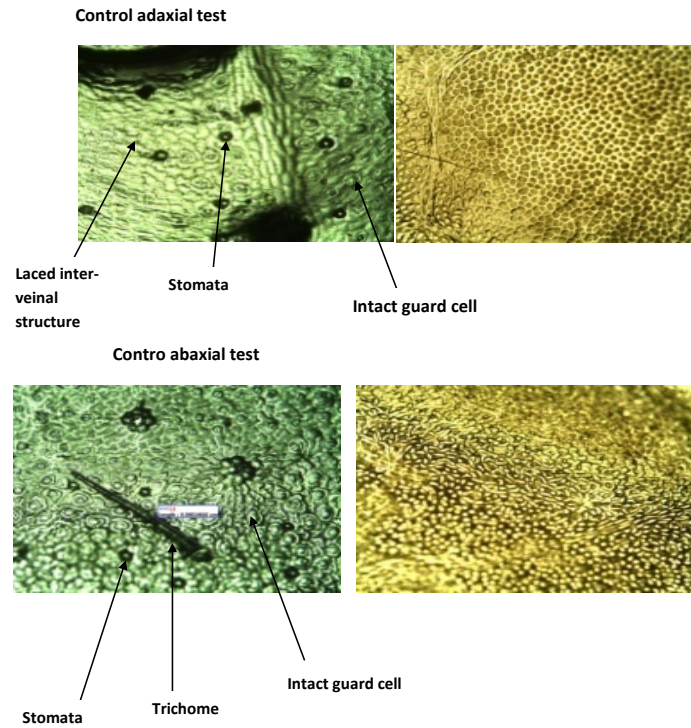 Control adaxial test
Laced inter-
veinal
structure
Stomata
Intact guard cell
Contro abaxial test
Intact guard cell
Trichome
Stomata